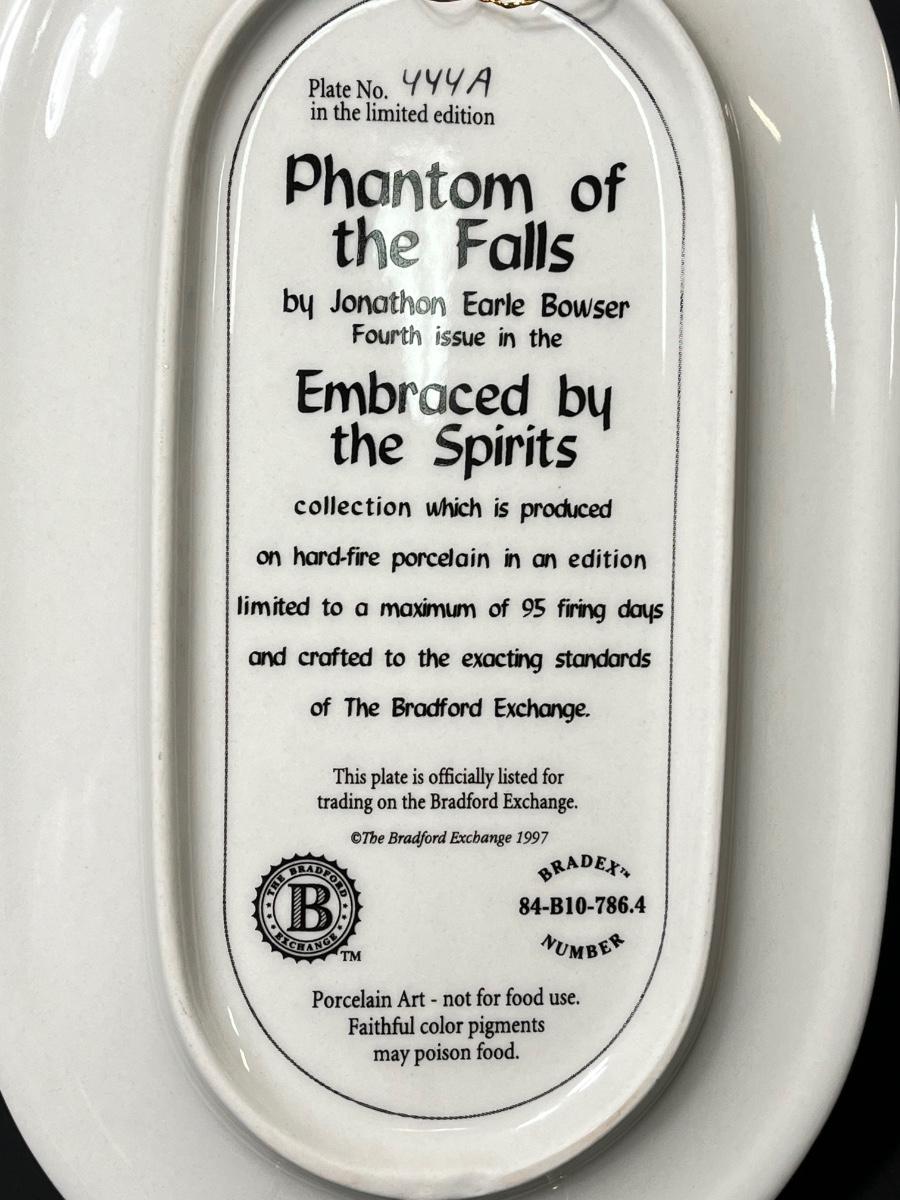 Plate No. 444A
in the limited edition
Phantom of
the Falls
by Jonathon Earle Bowser
Fourth issue in the
Embraced by
the Spirits
collection which is produced
on hard-fire porcelain in an edition
limited to a maximum of 95 firing days
and crafted to the exacting standards
of The Bradford Exchange.
This plate is officially listed for
trading on the Bradford Exchange.
©The Bradford Exchange 1997
THE BRADFORD
B
EXCHANGE
TM
BRADEX™
84-B10-786.4
NUMBER
Porcelain Art - not for food use.
Faithful color pigments
may poison food.